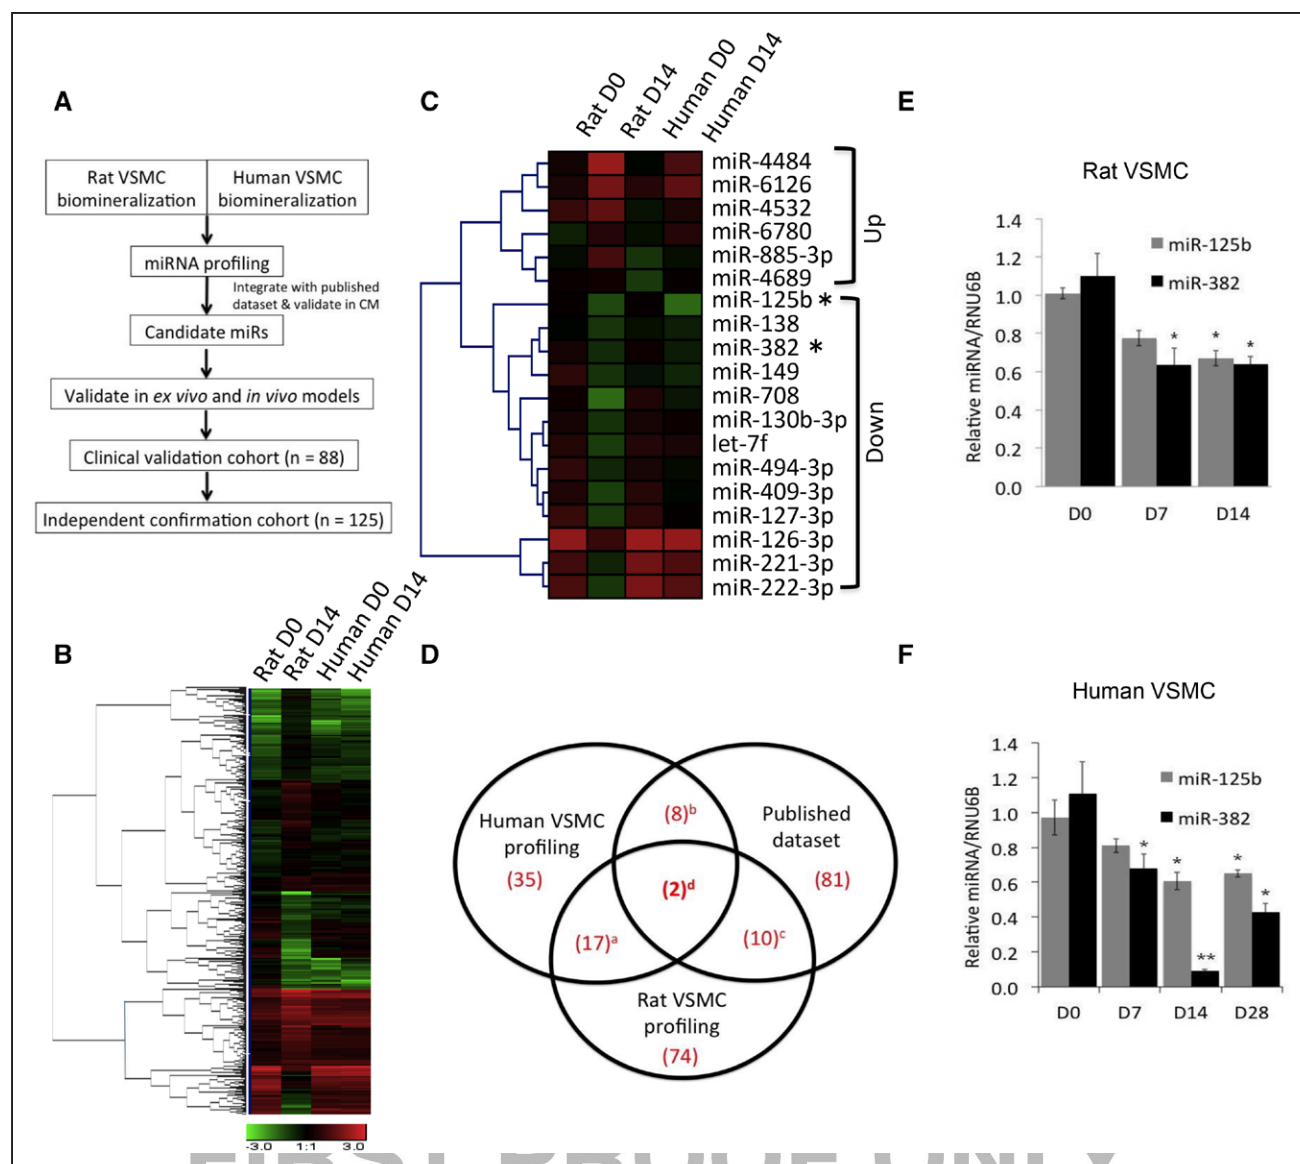 A
Rat VSMC
biomineralization
Human VSMC
biomineralization
miRNA profiling
Integrate with published
dataset & validate in CM
Candidate miRs
Validate in ex vivo and in vivo models
Clinical validation cohort (n = 88)
Independent confirmation cohort (n = 125)
B
Rat D0
Rat D14
Human D0
Human D14
-3.0 1:1 3.0
C
Rat D0
Rat D14
Human D0
Human D14
miR-4484
miR-6126
miR-4532
miR-6780
miR-885-3p
miR-4689
Up
miR-125b *
miR-138
miR-382 *
miR-149
miR-708
miR-130b-3p
let-7f
miR-494-3p
miR-409-3p
miR-127-3p
miR-126-3p
miR-221-3p
miR-222-3p
Down
D
Human VSMC
profiling
(35)
(8)b
Published
dataset
(81)
(2)d
(17)a
(10)c
Rat VSMC
profiling
(74)
E
Rat VSMC
Relative miRNA/RNU6B
1.4
1.2
1.0
0.8
0.6
0.4
0.2
0.0
miR-125b
miR-382
* * *
D0 D7 D14
F
Human VSMC
Relative miRNA/RNU6B
1.4
1.2
1.0
0.8
0.6
0.4
0.2
0.0
miR-125b
miR-382
* * ** * *
D0 D7 D14 D28